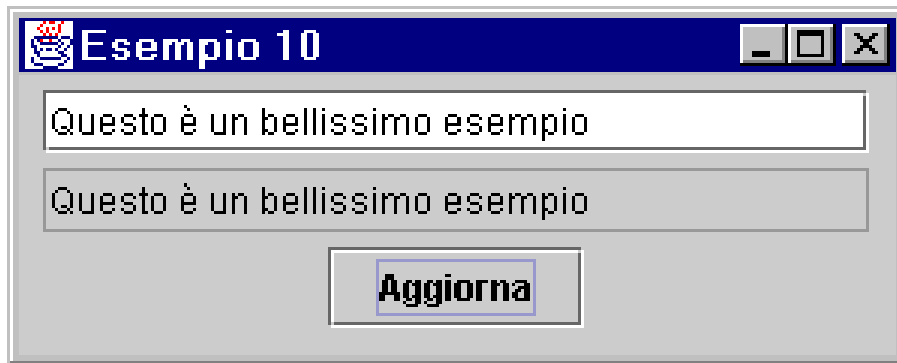 Esempio 10
Questo è un bellissimo esempio
Questo è un bellissimo esempio
Aggiorna